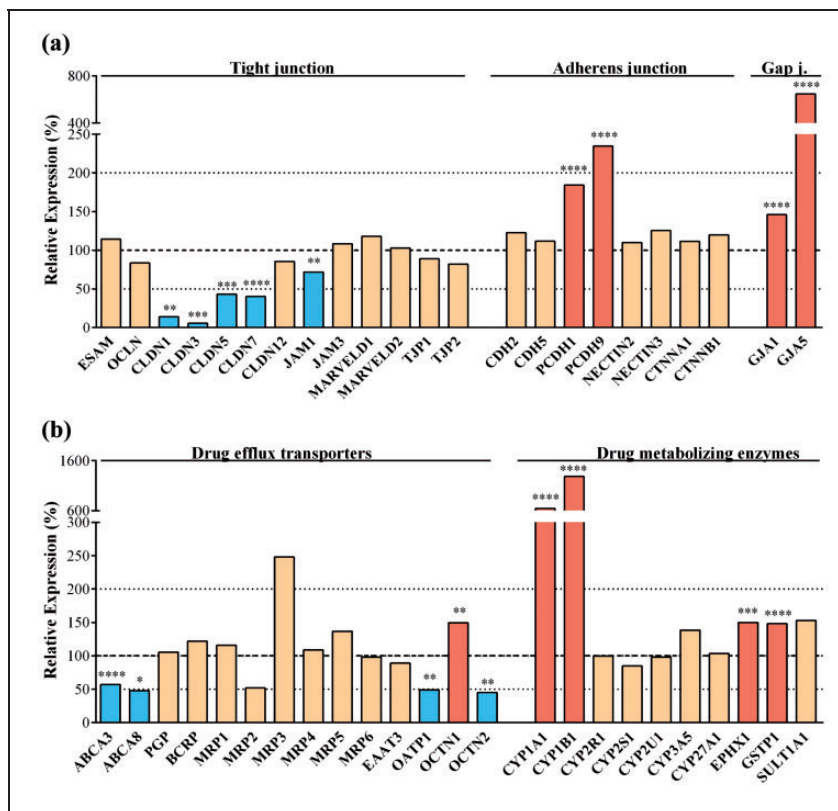 (a)
Tight junction Adherens junction Gap j.
Relative Expression (%)
800
400
250
200
150
100
50
0
** *** *** **** ** **** **** **** ****
ESAM OCLN CLDN1 CLDN3 CLDN5 CLDN7 CLDN12 JAM1 JAM3 MARVELD1 MARVELD2 TJP1 TJP2 CDH2 CDH5 PCDH1 PCDH9 NECTIN2 NECTIN3 CTNNA1 CTNNB1 GJA1 GJA5
(b)
Drug efflux transporters Drug metabolizing enzymes
Relative Expression (%)
1600
600
300
250
200
150
100
50
0
**** * ** ** ** **** **** *** ****
ABCA3 ABCA8 PGP BCRP MRP1 MRP2 MRP3 MRP4 MRP5 MRP6 EAAT3 OATP1 OCTN1 OCTN2 CYP1A1 CYP1B1 CYP2R1 CYP2S1 CYP2U1 CYP3A5 CYP27A1 EPHX1 GSTP1 SULT1A1